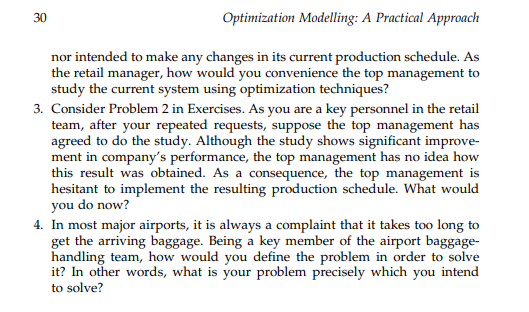 30 Optimization Modelling: A Practical Approach
nor intended to make any changes in its current production schedule. As
the retail manager, how would you convenience the top management to
study the current system using optimization techniques?
3. Consider Problem 2 in Exercises. As you are a key personnel in the retail
team, after your repeated requests, suppose the top management has
agreed to do the study. Although the study shows significant improve-
ment in company's performance, the top management has no idea how
this result was obtained. As a consequence, the top management is
hesitant to implement the resulting production schedule. What would
you do now?
4. In most major airports, it is always a complaint that it takes too long to
get the arriving baggage. Being a key member of the airport baggage-
handling team, how would you define the problem in order to solve
it? In other words, what is your problem precisely which you intend
to solve?